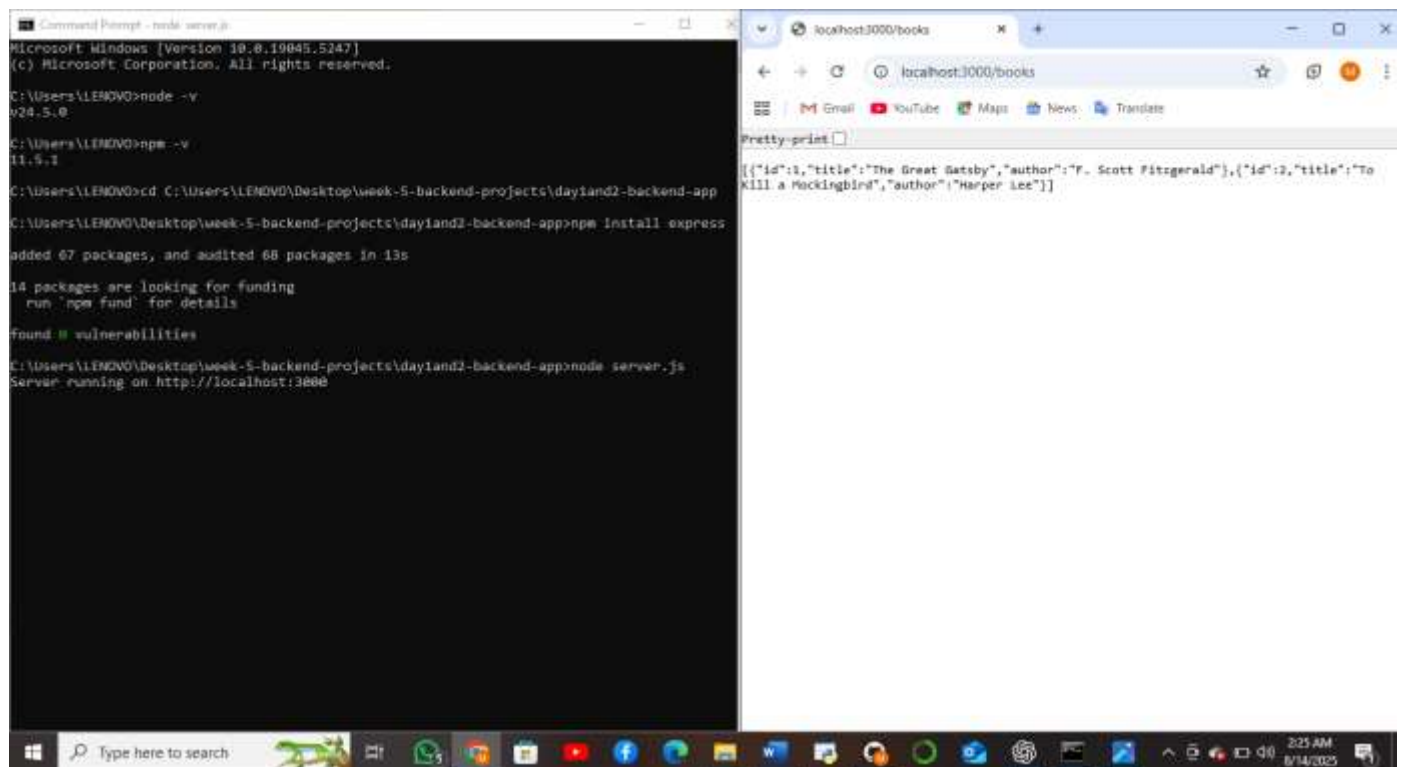 Command Prompt - node server.js
Microsoft Windows [Version 10.0.19045.5247]
(c) Microsoft Corporation. All rights reserved.
C:\Users\LENOVO>node -v
v24.5.0
C:\Users\LENOVO>npm -v
11.5.1
C:\Users\LENOVO>cd C:\Users\LENOVO\Desktop\week-5-backend-projects\day1and2-backend-app
C:\Users\LENOVO\Desktop\week-5-backend-projects\day1and2-backend-app>npm install express
added 67 packages, and audited 68 packages in 13s
14 packages are looking for funding
run `npm fund` for details
found 0 vulnerabilities
C:\Users\LENOVO\Desktop\week-5-backend-projects\day1and2-backend-app>node server.js
Server running on http://localhost:3000
localhost:3000/books
localhost:3000/books
Gmail YouTube Maps News Translate
Pretty-print
[{"id":1,"title":"The Great Gatsby","author":"F. Scott Fitzgerald"},{"id":2,"title":"To
Kill a Mockingbird","author":"Harper Lee"}]
Type here to search
2:25 AM
8/14/2025